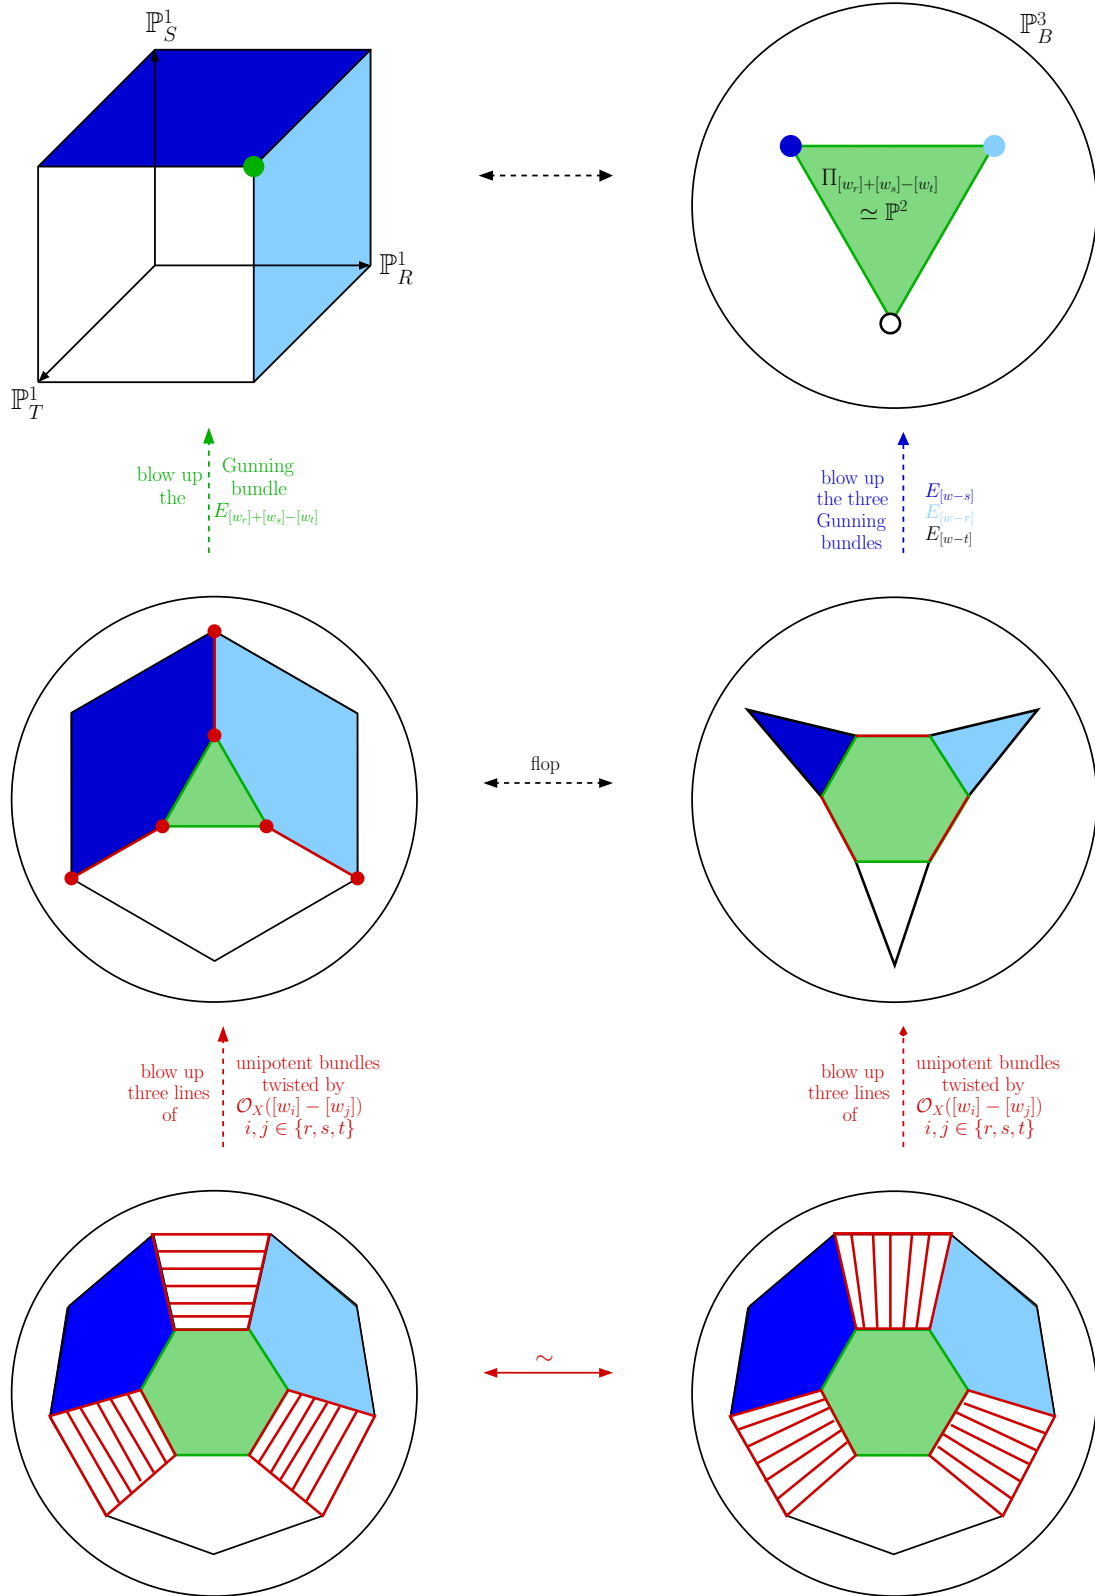 ℙ¹_S
ℙ³_B
Π_{[w_r]+[w_s]−[w_t]}
≃ ℙ²
ℙ¹_R
ℙ¹_T
blow up
the
Gunning
bundle
E_{[w_r]+[w_s]−[w_t]}
blow up
the three
Gunning
bundles
E_{[w−s]}
E_{[w−r]}
E_{[w−t]}
flop
blow up
three lines
of
unipotent bundles
twisted by
𝒪_X([w_i] − [w_j])
i, j ∈ {r, s, t}
blow up
three lines
of
unipotent bundles
twisted by
𝒪_X([w_i] − [w_j])
i, j ∈ {r, s, t}
∼